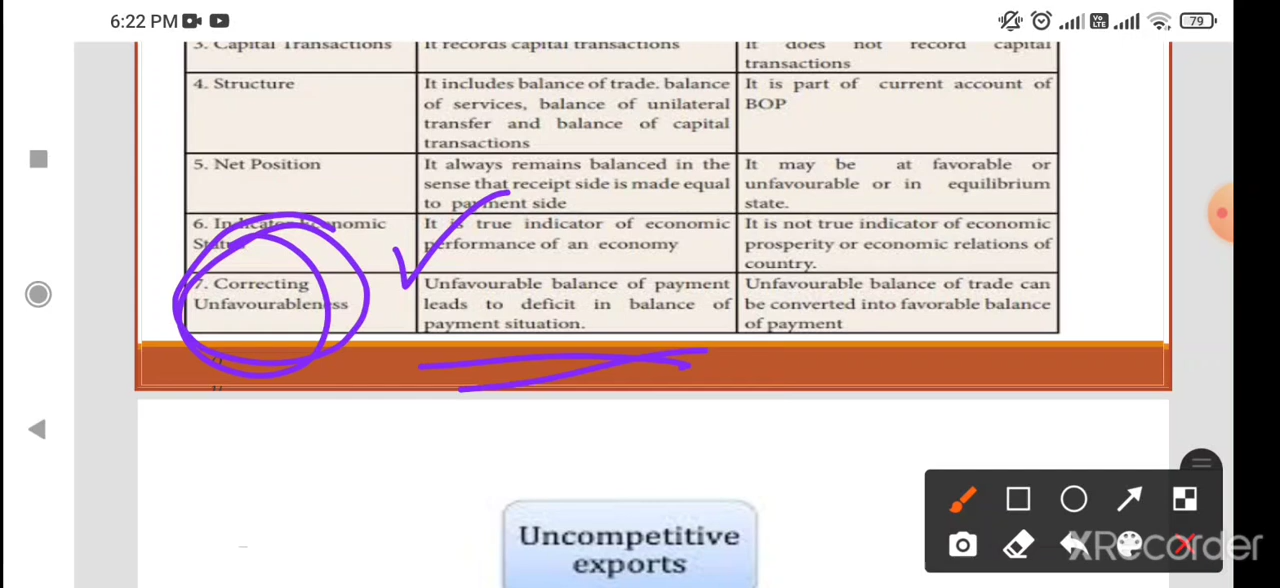 6:22 PM
Vo
LTE
79
3. Capital Transactions
It records capital transactions
It does not record capital
transactions
4. Structure
It includes balance of trade. balance
of services, balance of unilateral
transfer and balance of capital
transactions
It is part of current account of
BOP
5. Net Position
It always remains balanced in the
sense that receipt side is made equal
to payment side
It may be at favorable or
unfavourable or in equilibrium
state.
6. Indicator Economic
Status
It is true indicator of economic
performance of an economy
It is not true indicator of economic
prosperity or economic relations of
country.
7. Correcting
Unfavourableness
Unfavourable balance of payment
leads to deficit in balance of
payment situation.
Unfavourable balance of trade can
be converted into favorable balance
of payment
Uncompetitive
exports
XRecorder